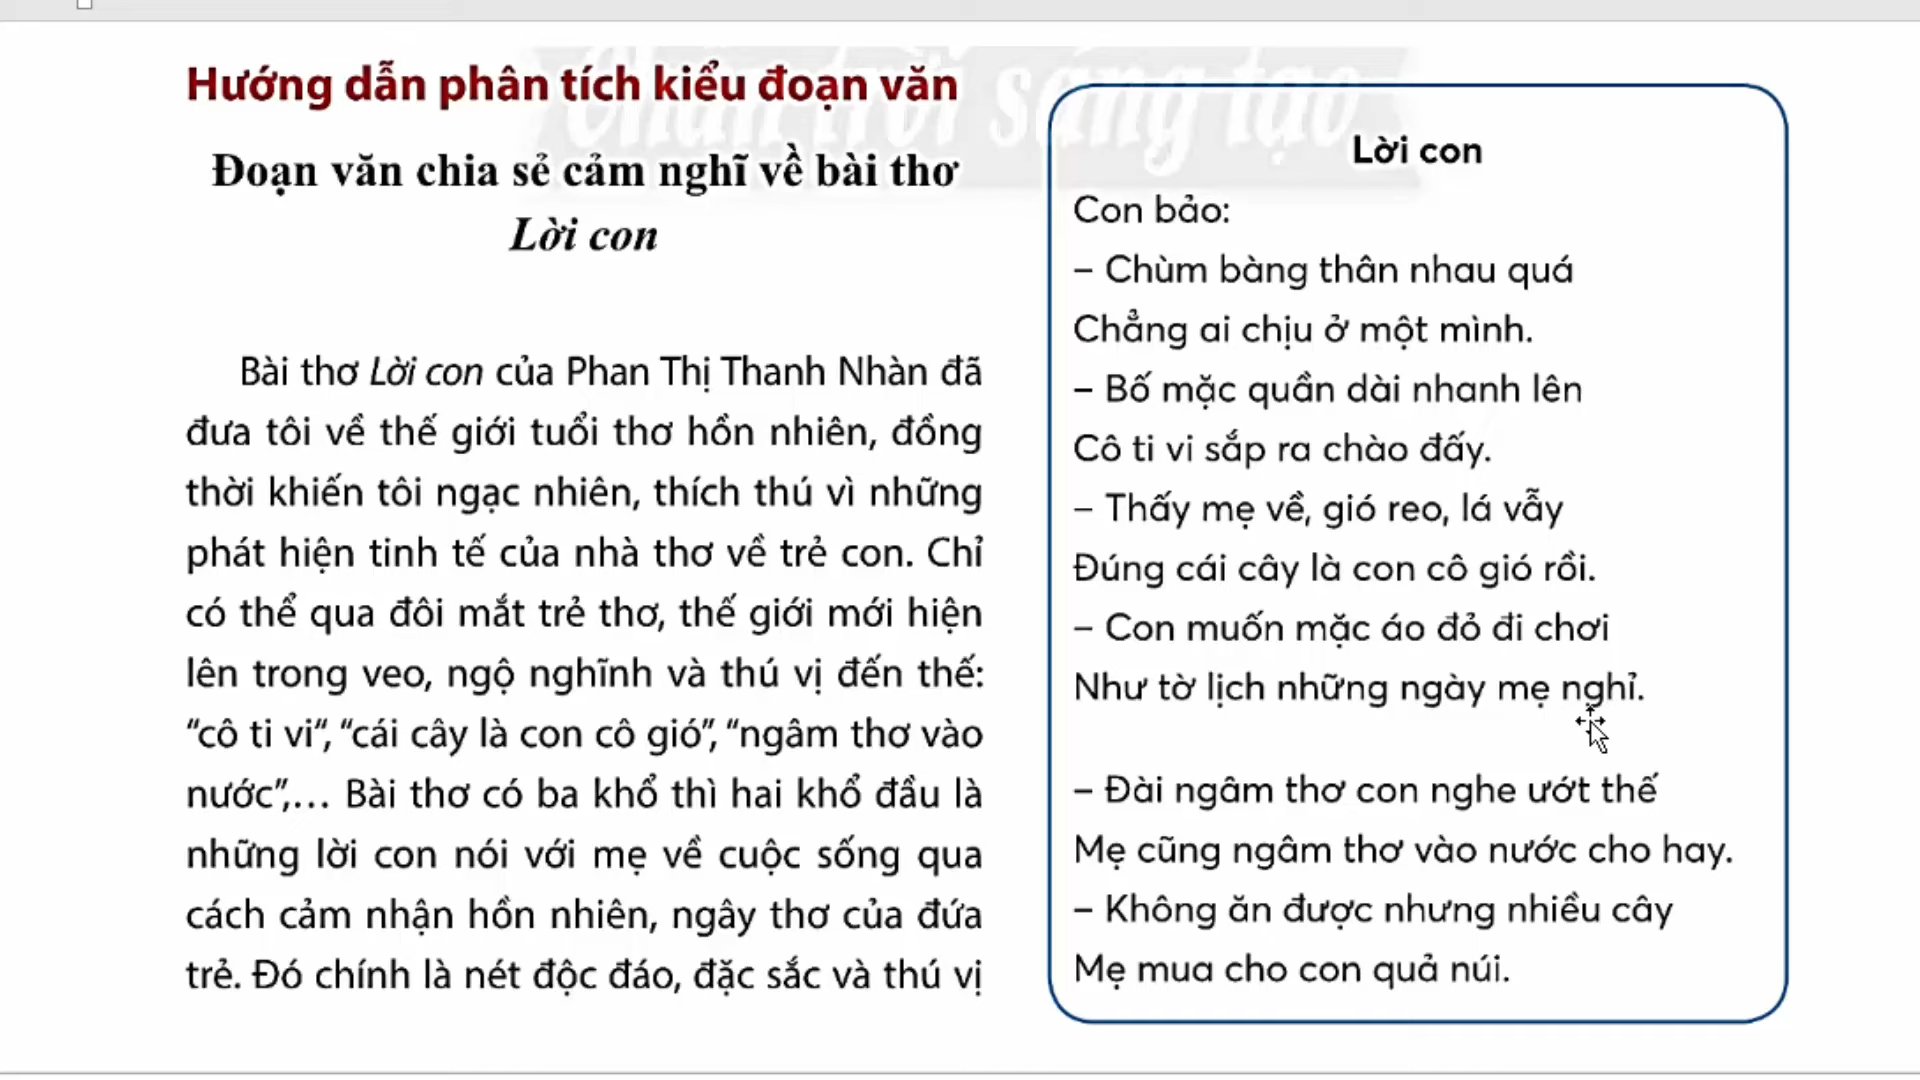 Chân trời sáng tạo
Hướng dẫn phân tích kiểu đoạn văn
Đoạn văn chia sẻ cảm nghĩ về bài thơ
Lời con
Bài thơ Lời con của Phan Thị Thanh Nhàn đã
đưa tôi về thế giới tuổi thơ hồn nhiên, đồng
thời khiến tôi ngạc nhiên, thích thú vì những
phát hiện tinh tế của nhà thơ về trẻ con. Chỉ
có thể qua đôi mắt trẻ thơ, thế giới mới hiện
lên trong veo, ngộ nghĩnh và thú vị đến thế:
“cô ti vi“, “cái cây là con cô gió”, “ngâm thơ vào
nước”,… Bài thơ có ba khổ thì hai khổ đầu là
những lời con nói với mẹ về cuộc sống qua
cách cảm nhận hồn nhiên, ngây thơ của đứa
trẻ. Đó chính là nét độc đáo, đặc sắc và thú vị
Lời con
Con bảo:
– Chùm bàng thân nhau quá
Chẳng ai chịu ở một mình.
– Bố mặc quần dài nhanh lên
Cô ti vi sắp ra chào đấy.
– Thấy mẹ về, gió reo, lá vẫy
Đúng cái cây là con cô gió rồi.
– Con muốn mặc áo đỏ đi chơi
Như tờ lịch những ngày mẹ nghỉ.
– Đài ngâm thơ con nghe ướt thế
Mẹ cũng ngâm thơ vào nước cho hay.
– Không ăn được nhưng nhiều cây
Mẹ mua cho con quả núi.